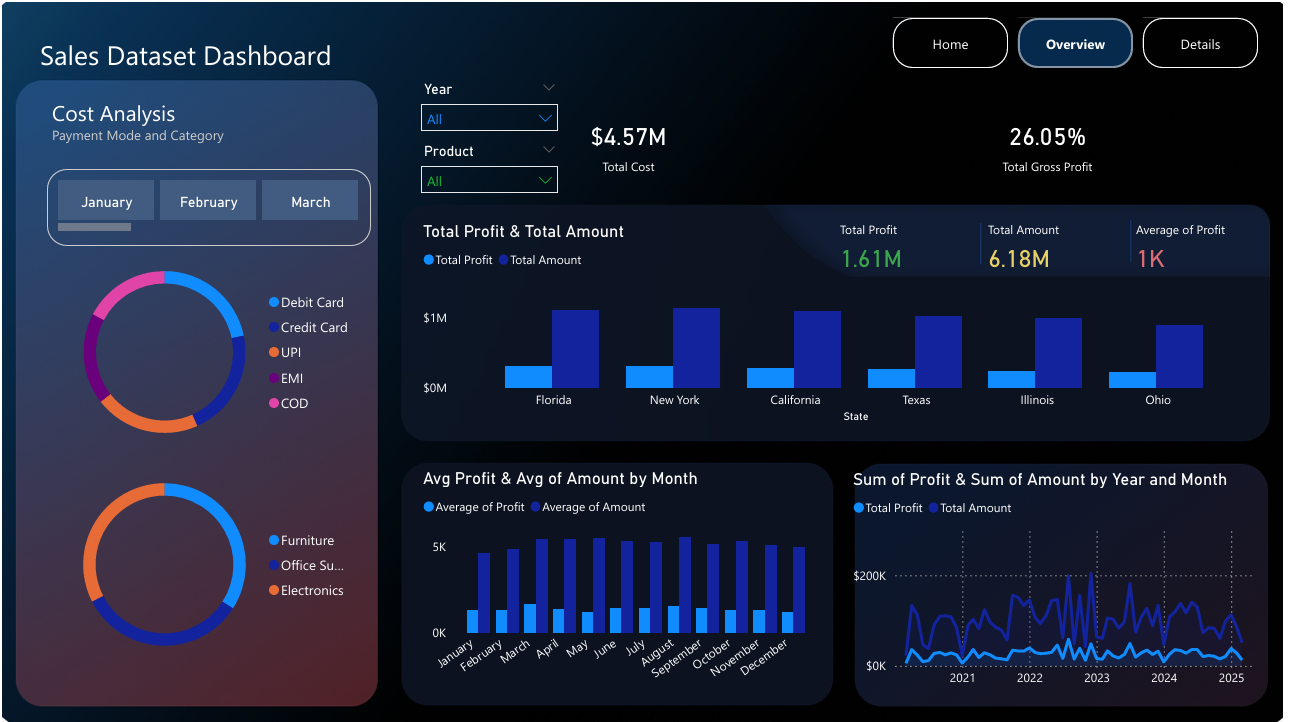 Sales Dataset Dashboard
Home
Overview
Details
Cost Analysis
Payment Mode and Category
January February March
Debit Card
Credit Card
UPI
EMI
COD
Furniture
Office Su...
Electronics
Year
All
Product
All
$4.57M
Total Cost
26.05%
Total Gross Profit
Total Profit & Total Amount
Total Profit Total Amount
Total Profit
1.61M
Total Amount
6.18M
Average of Profit
1K
$1M
$0M
Florida New York California Texas Illinois Ohio
State
Avg Profit & Avg of Amount by Month
Average of Profit Average of Amount
5K
0K
January February March April May June July August September October November December
Sum of Profit & Sum of Amount by Year and Month
Total Profit Total Amount
$200K
$0K
2021 2022 2023 2024 2025